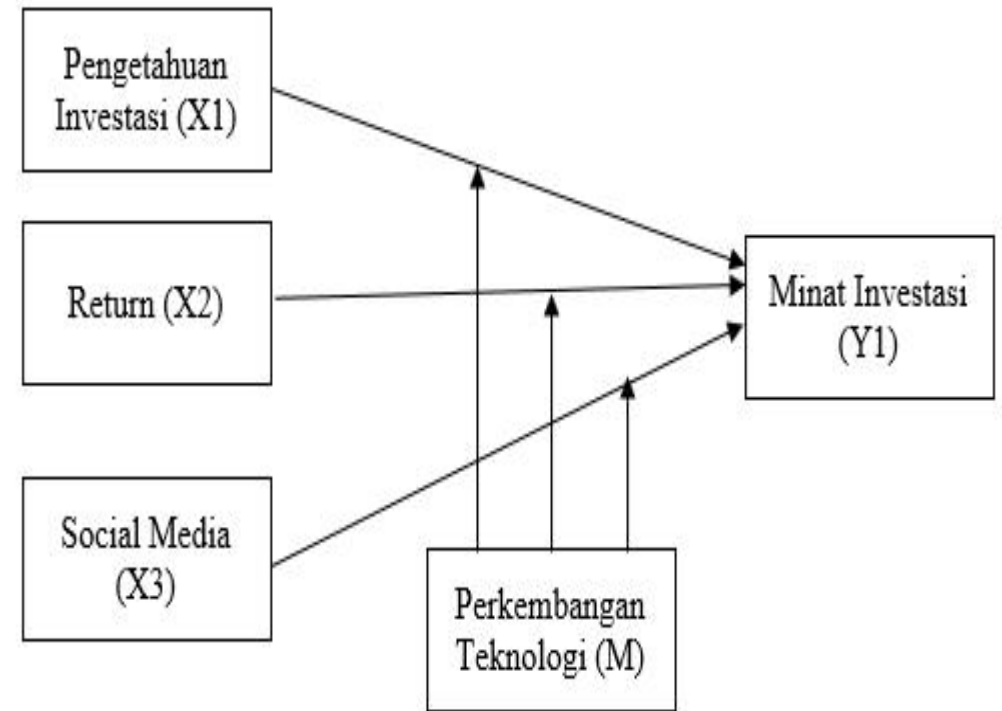 Pengetahuan
Investasi (X1)
Return (X2)
Social Media
(X3)
Minat Investasi
(Y1)
Perkembangan
Teknologi (M)